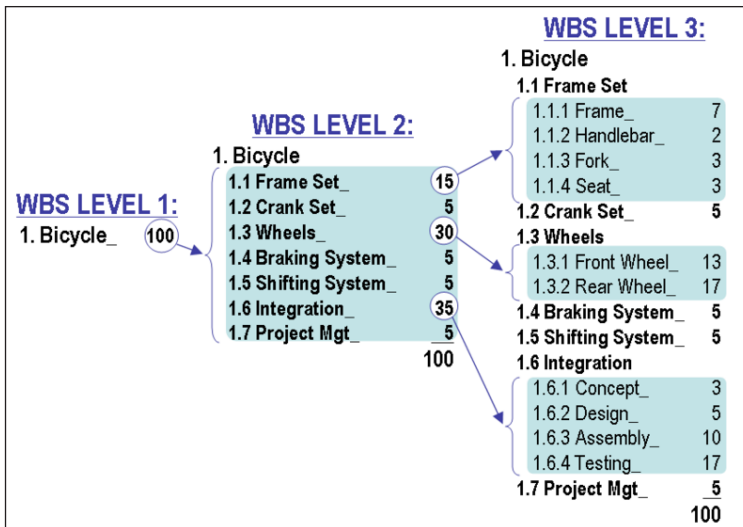 WBS LEVEL 1:
1. Bicycle_ 100
WBS LEVEL 2:
1. Bicycle
1.1 Frame Set_ 15
1.2 Crank Set_ 5
1.3 Wheels_ 30
1.4 Braking System_ 5
1.5 Shifting System_ 5
1.6 Integration_ 35
1.7 Project Mgt_ 5
100
WBS LEVEL 3:
1. Bicycle
1.1 Frame Set
1.1.1 Frame_ 7
1.1.2 Handlebar_ 2
1.1.3 Fork_ 3
1.1.4 Seat_ 3
1.2 Crank Set_ 5
1.3 Wheels
1.3.1 Front Wheel_ 13
1.3.2 Rear Wheel_ 17
1.4 Braking System_ 5
1.5 Shifting System_ 5
1.6 Integration
1.6.1 Concept_ 3
1.6.2 Design_ 5
1.6.3 Assembly_ 10
1.6.4 Testing_ 17
1.7 Project Mgt_ 5
100